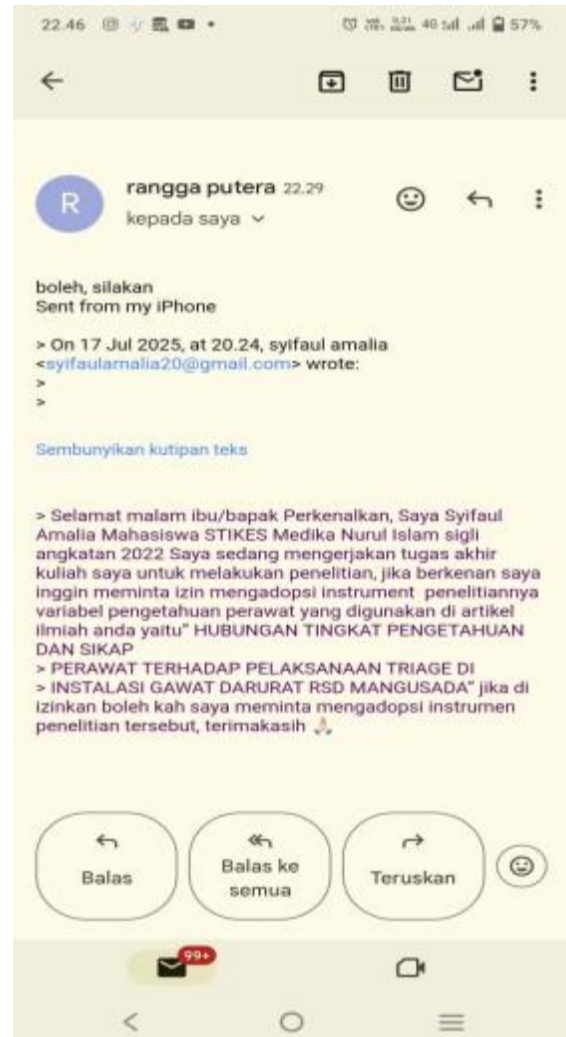 22.46
4G
57%
R
rangga putera 22.29
kepada saya
boleh, silakan
Sent from my iPhone
> On 17 Jul 2025, at 20.24, syifaul amalia
<syifaulamalia20@gmail.com> wrote:
>
>
Sembunyikan kutipan teks
> Selamat malam ibu/bapak Perkenalkan, Saya Syifaul
Amalia Mahasiswa STIKES Medika Nurul Islam sigli
angkatan 2022 Saya sedang mengerjakan tugas akhir
kuliah saya untuk melakukan penelitian, jika berkenan saya
inggin meminta izin mengadopsi instrument penelitiannya
variabel pengetahuan perawat yang digunakan di artikel
ilmiah anda yaitu" HUBUNGAN TINGKAT PENGETAHUAN
DAN SIKAP
> PERAWAT TERHADAP PELAKSANAAN TRIAGE DI
> INSTALASI GAWAT DARURAT RSD MANGUSADA" jika di
izinkan boleh kah saya meminta mengadopsi instrumen
penelitian tersebut, terimakasih 🙏🏻
Balas
Balas ke
semua
Teruskan
99+